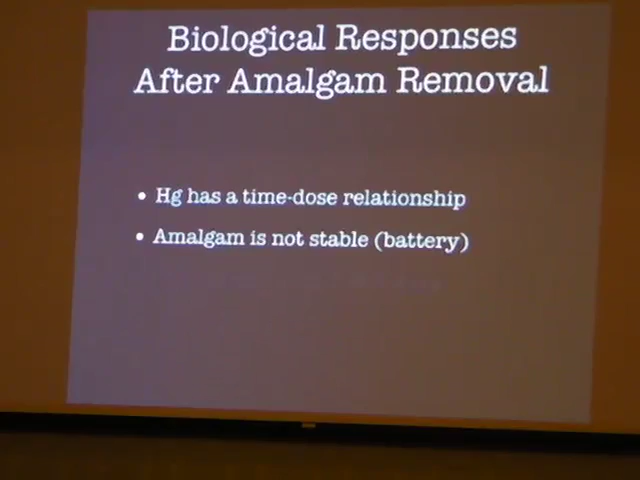 Biological Responses
After Amalgam Removal
• Hg has a time-dose relationship
• Amalgam is not stable (battery)